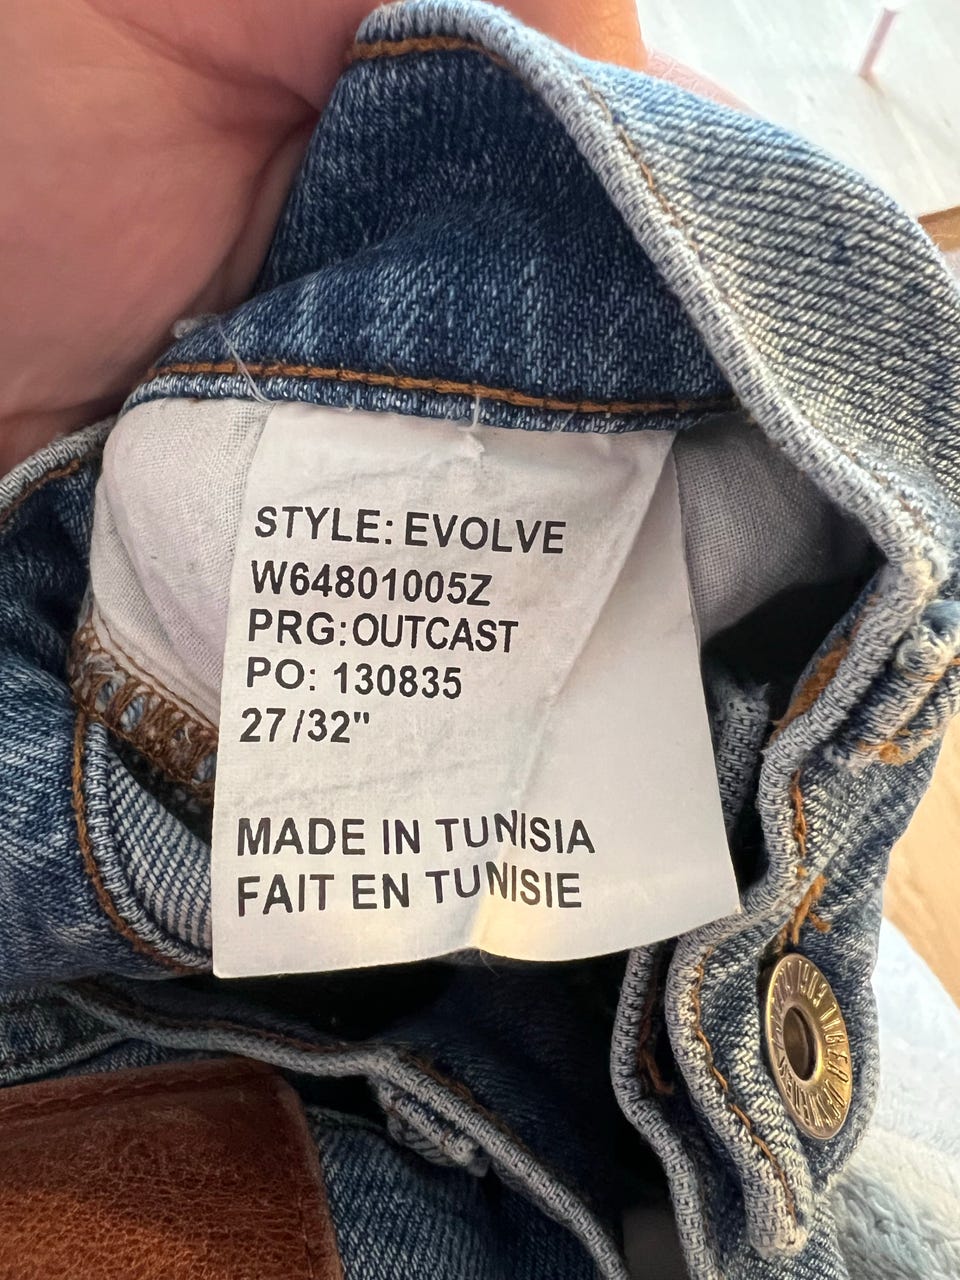 STYLE: EVOLVE
W64801005Z
PRG:OUTCAST
PO: 130835
27/32"
MADE IN TUNISIA
FAIT EN TUNISIE